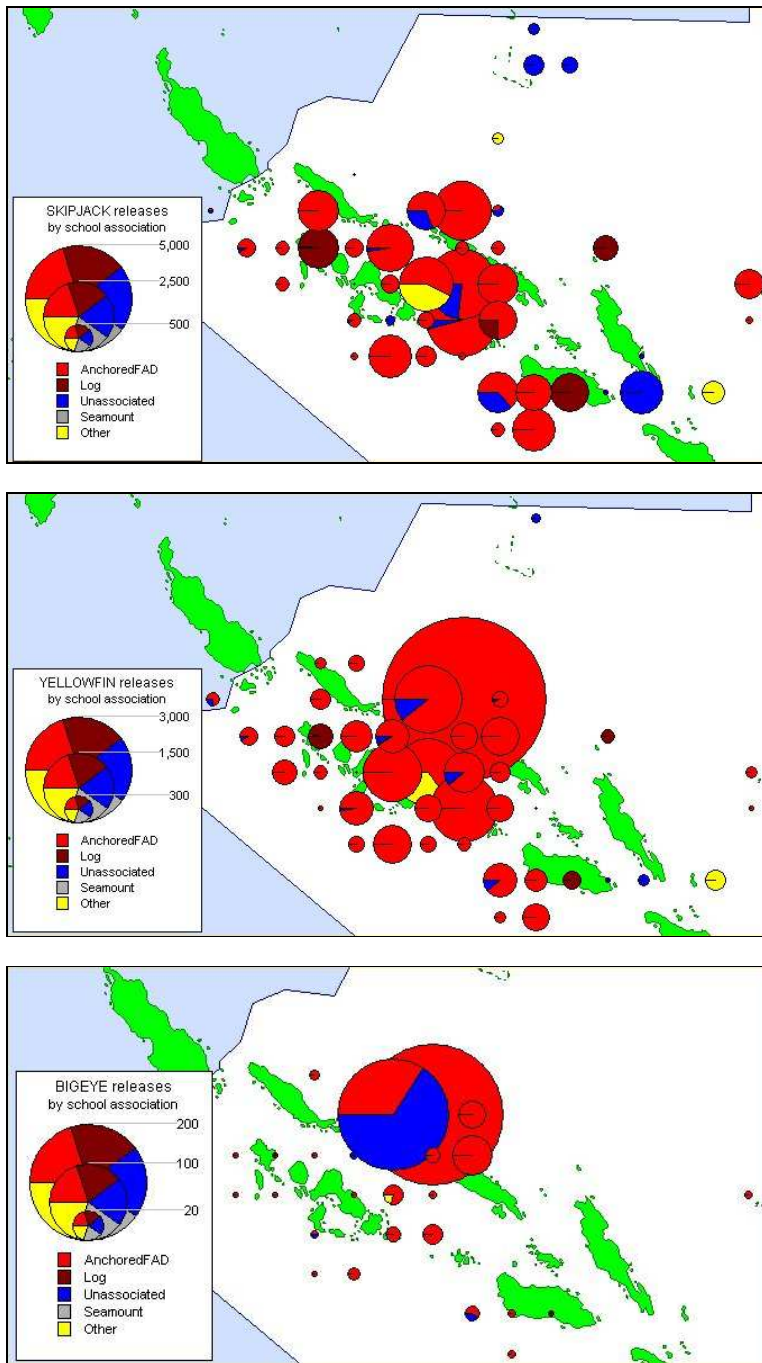 SKIPJACK releases
by school association
5,000
2,500
500
AnchoredFAD
Log
Unassociated
Seamount
Other
YELLOWFIN releases
by school association
3,000
1,500
300
AnchoredFAD
Log
Unassociated
Seamount
Other
BIGEYE releases
by school association
200
100
20
AnchoredFAD
Log
Unassociated
Seamount
Other